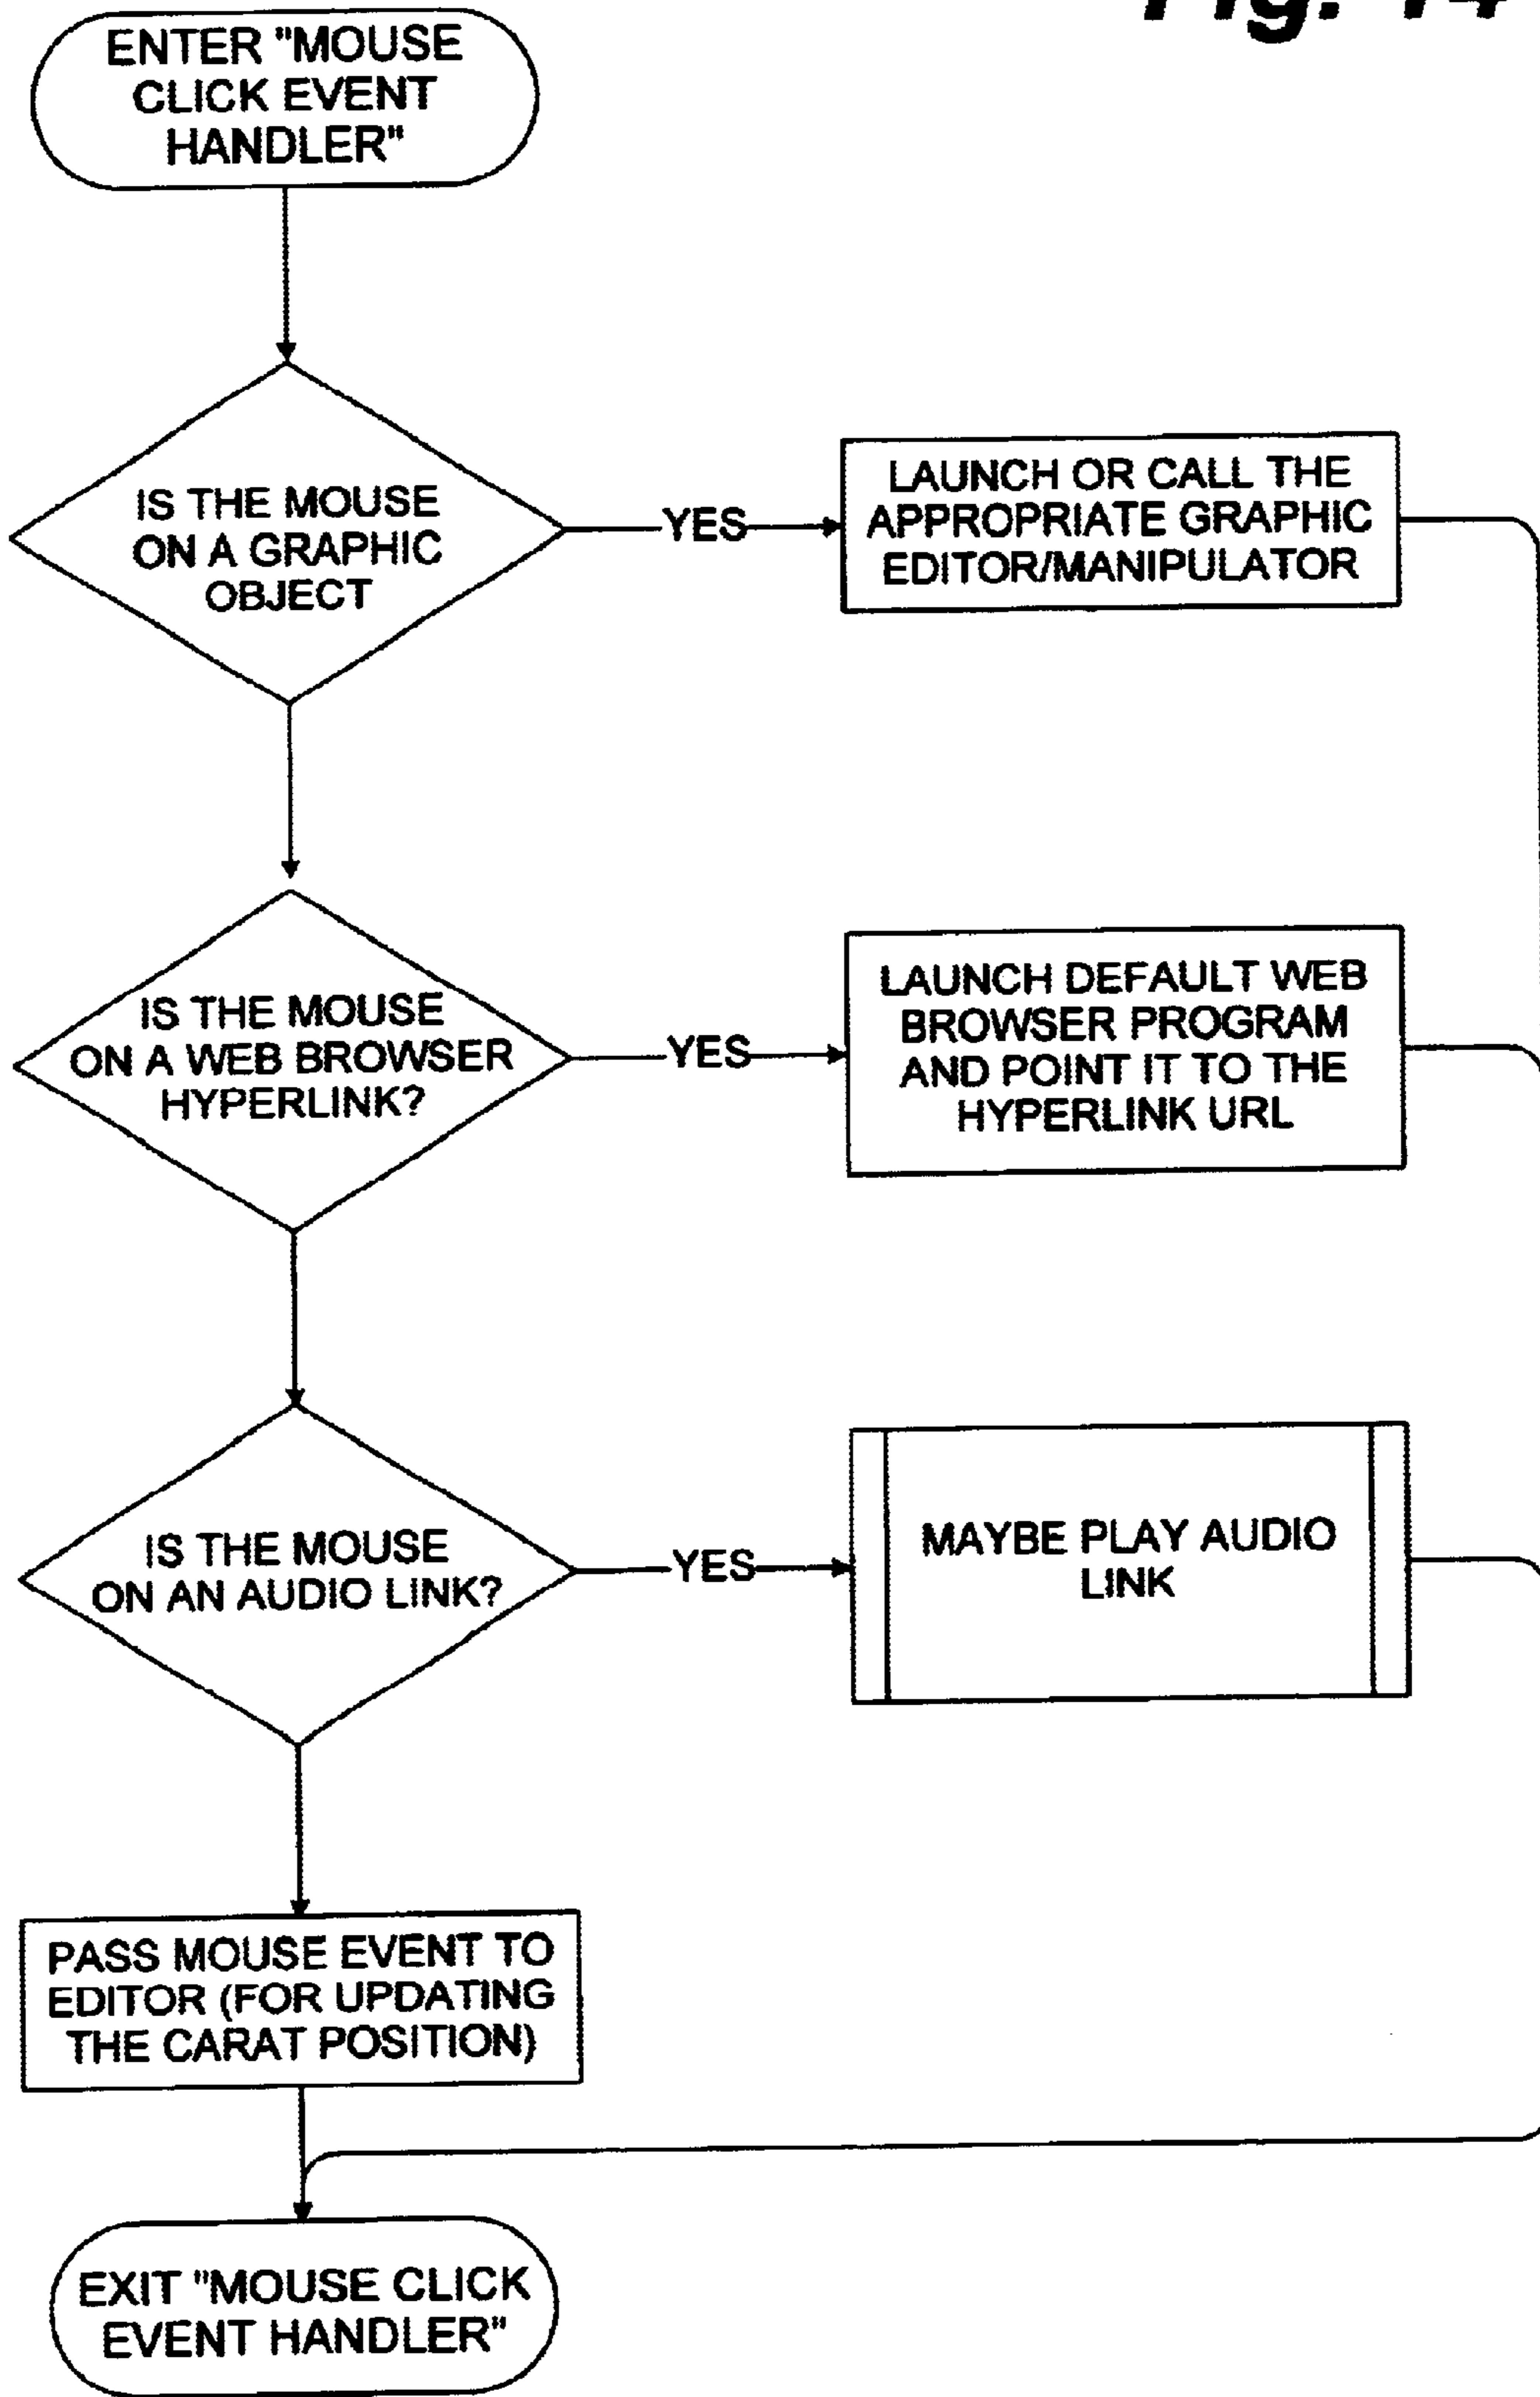 Fig. 14
ENTER "MOUSE
CLICK EVENT
HANDLER"
IS THE MOUSE
ON A GRAPHIC
OBJECT
YES
LAUNCH OR CALL THE
APPROPRIATE GRAPHIC
EDITOR/MANIPULATOR
IS THE MOUSE
ON A WEB BROWSER
HYPERLINK?
YES
LAUNCH DEFAULT WEB
BROWSER PROGRAM
AND POINT IT TO THE
HYPERLINK URL
IS THE MOUSE
ON AN AUDIO LINK?
YES
MAYBE PLAY AUDIO
LINK
PASS MOUSE EVENT TO
EDITOR (FOR UPDATING
THE CARAT POSITION)
EXIT "MOUSE CLICK
EVENT HANDLER"